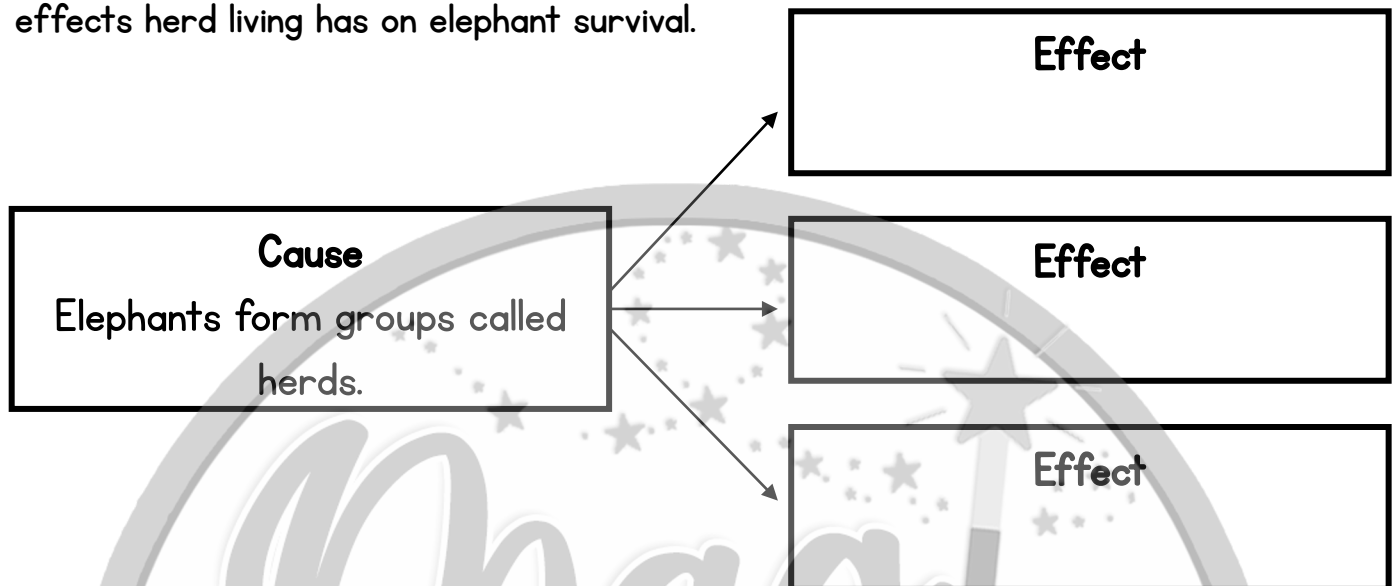 effects herd living has on elephant survival.
Effect
Cause
Elephants form groups called
herds.
Effect
Effect